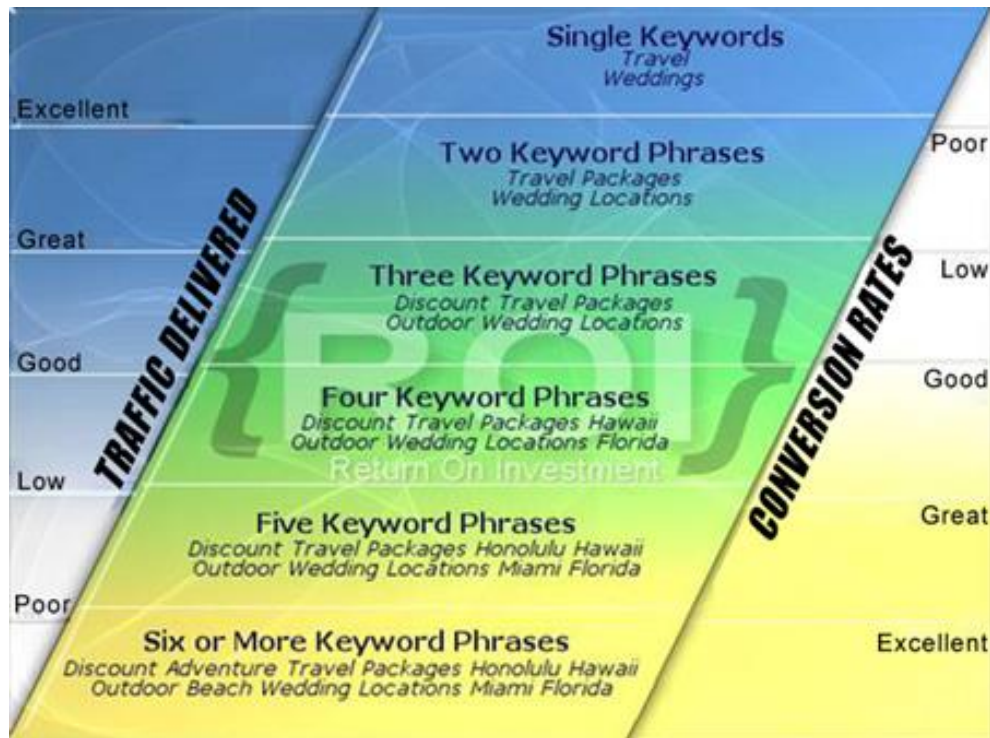 Single Keywords
Travel
Weddings
Excellent
Two Keyword Phrases
Travel Packages
Wedding Locations
Poor
TRAFFIC DELIVERED
Great
Three Keyword Phrases
Discount Travel Packages
Outdoor Wedding Locations
Low
{ROI}
CONVERSION RATES
Good
Four Keyword Phrases
Discount Travel Packages Hawaii
Outdoor Wedding Locations Florida
Return On Investment
Good
Low
Five Keyword Phrases
Discount Travel Packages Honolulu Hawaii
Outdoor Wedding Locations Miami Florida
Great
Poor
Six or More Keyword Phrases
Discount Adventure Travel Packages Honolulu Hawaii
Outdoor Beach Wedding Locations Miami Florida
Excellent